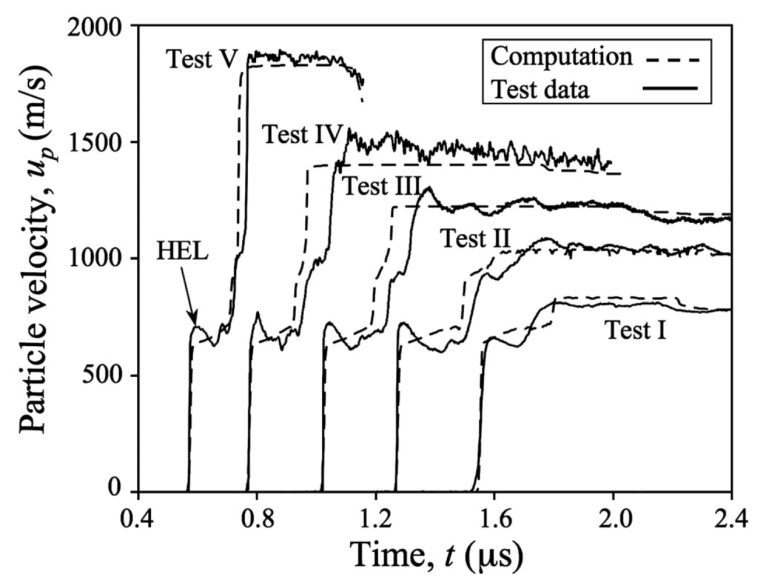 2000
Test V
Computation
Test data
1500
Test IV
Test III
Test II
HEL
1000
Test I
500
0
0.4 0.8 1.2 1.6 2.0 2.4
Time, t (μs)
Particle velocity, up (m/s)